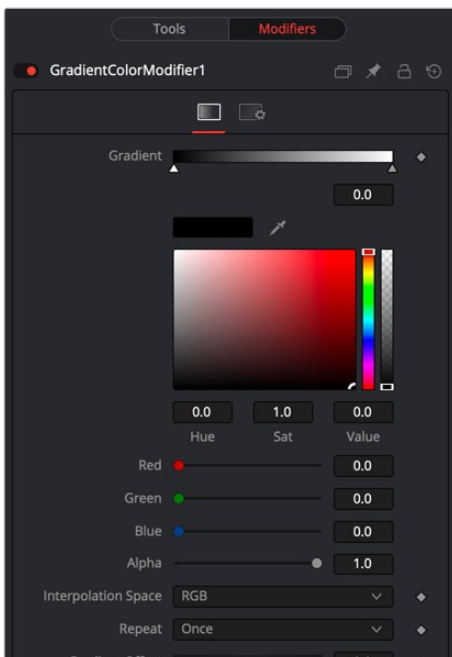 Tools Modifiers
GradientColorModifier1
Gradient
0.0
0.0 1.0 0.0
Hue Sat Value
Red 0.0
Green 0.0
Blue 0.0
Alpha 1.0
Interpolation Space RGB
Repeat Once